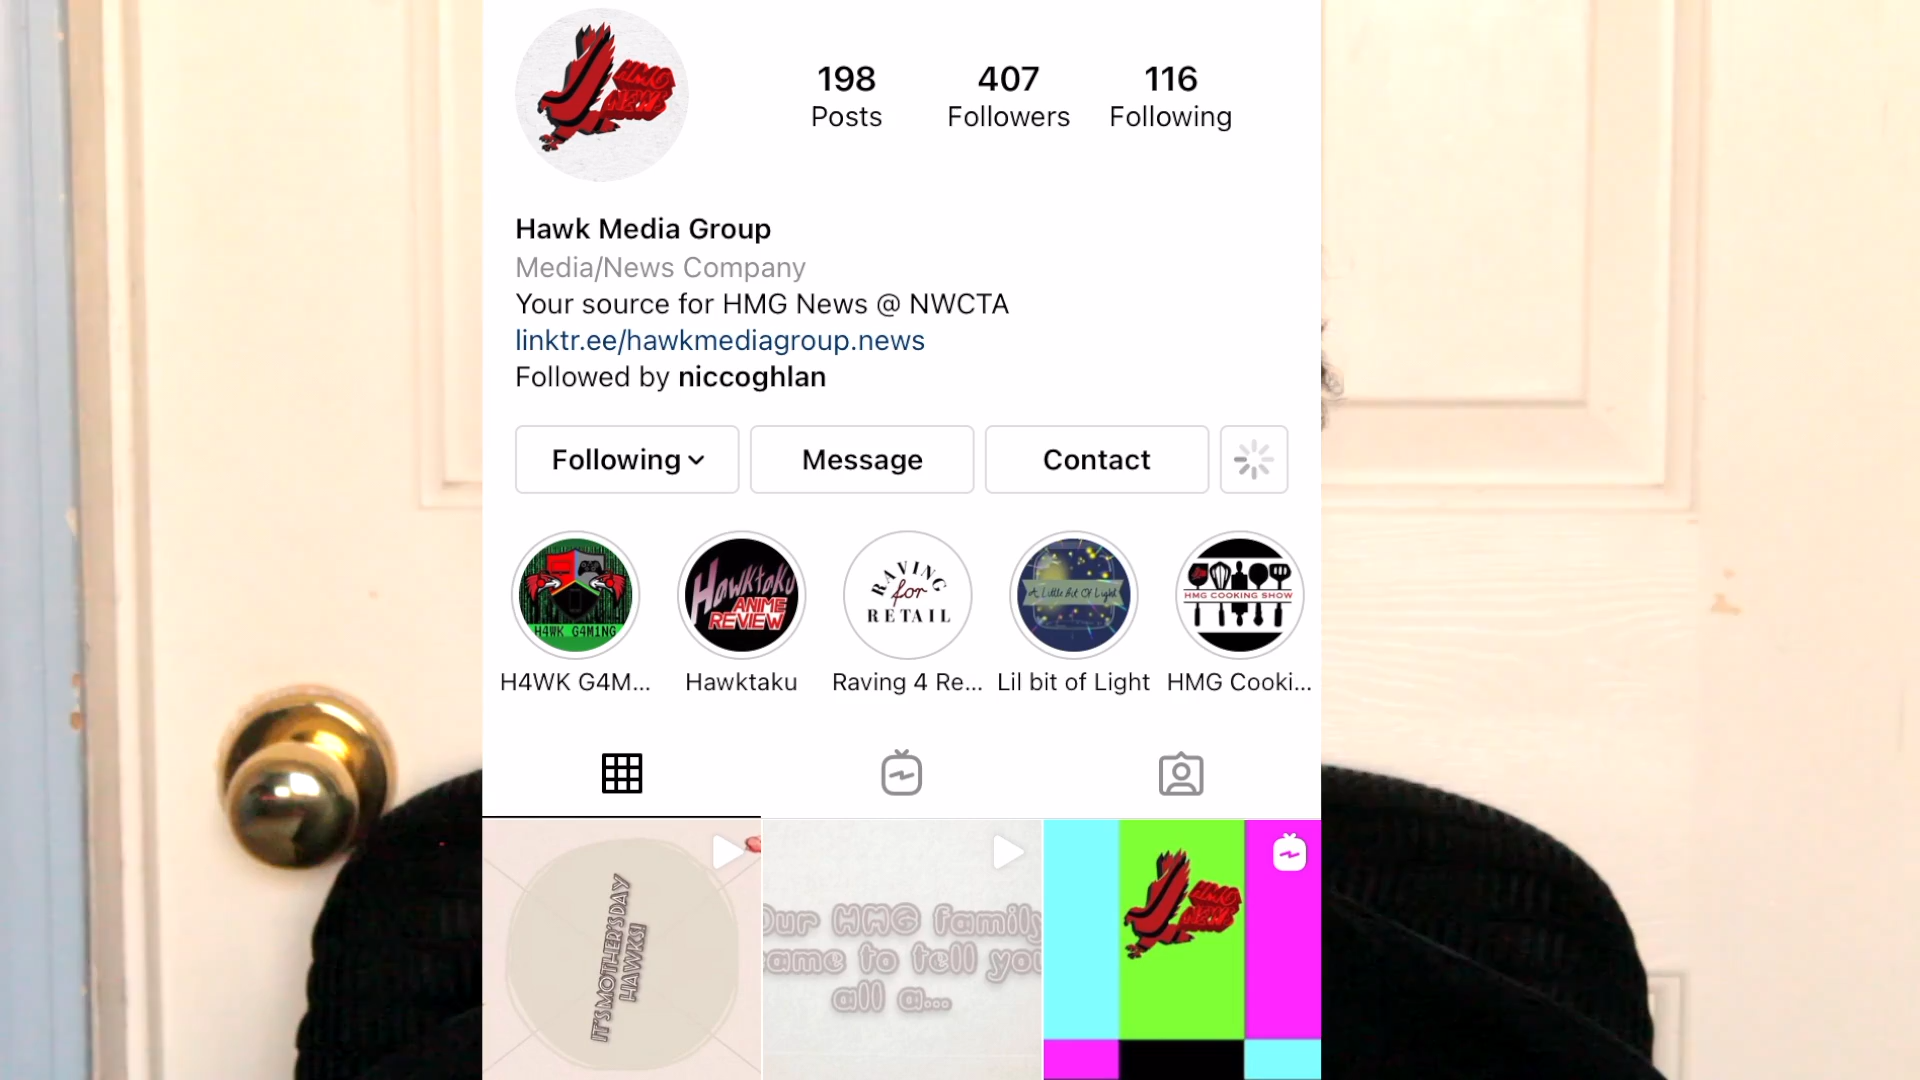 HMG
NEWS
198
Posts
407
Followers
116
Following
Hawk Media Group
Media/News Company
Your source for HMG News @ NWCTA
linktr.ee/hawkmediagroup.news
Followed by niccoghlan
Following
Message
Contact
H4WK G4M1NG
Hawktaku
ANIME
REVIEW
RAVING
for
RETAIL
A Little Bit Of Light
HMG COOKING SHOW
H4WK G4M...
Hawktaku
Raving 4 Re...
Lil bit of Light
HMG Cooki...
IT'S MOTHER'S DAY
HAWKS!
Our HMG family
came to tell you
all a...
HMG
NEWS